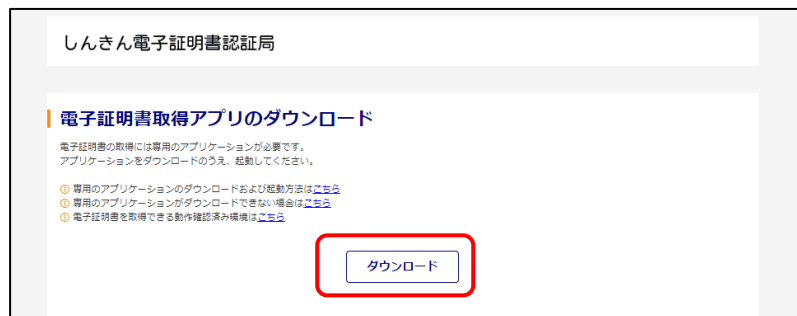 しんきん電子証明書認証局
電子証明書取得アプリのダウンロード
電子証明書の取得には専用のアプリケーションが必要です。
アプリケーションをダウンロードのうえ、起動してください。
専用のアプリケーションのダウンロードおよび起動方法はこちら
専用のアプリケーションがダウンロードできない場合はこちら
電子証明書を取得できる動作確認済み環境はこちら
ダウンロード